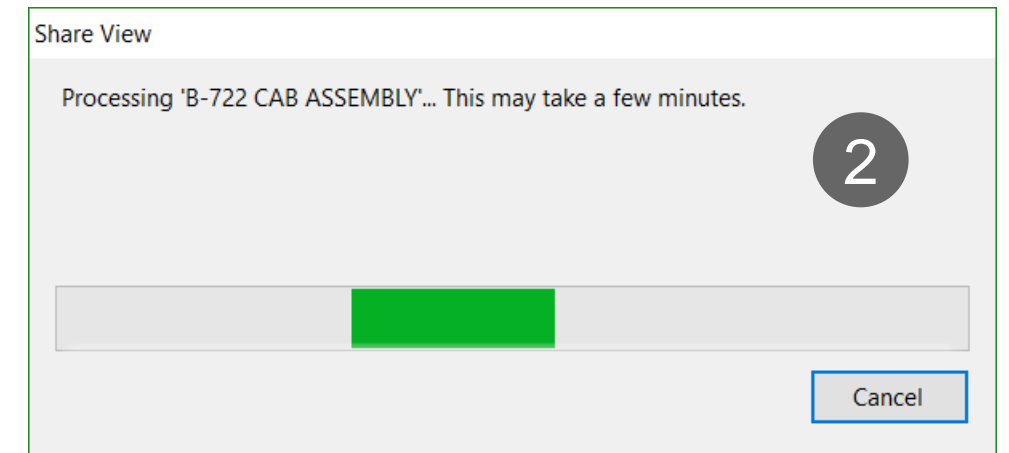 Share View
Processing 'B-722 CAB ASSEMBLY'... This may take a few minutes.
2
Cancel